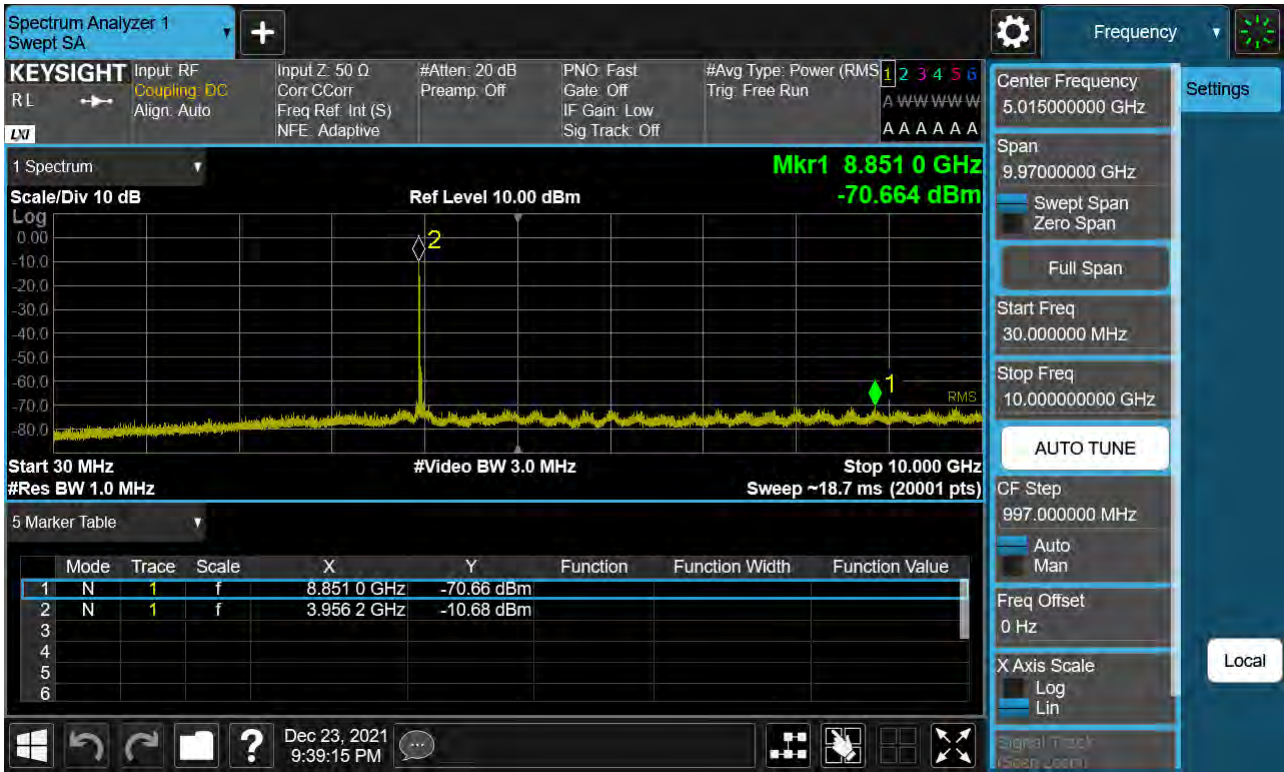 Spectrum Analyzer 1
Swept SA
Frequency
KEYSIGHT
RL
LXI
Input: RF
Coupling: DC
Align: Auto
Input Z: 50 Ω
Corr CCorr
Freq Ref: Int (S)
NFE: Adaptive
#Atten: 20 dB
Preamp: Off
PNO: Fast
Gate: Off
IF Gain: Low
Sig Track: Off
#Avg Type: Power (RMS
Trig: Free Run
1 2 3 4 5 6
A W W W W W
A A A A A A
1 Spectrum
Scale/Div 10 dB
Ref Level 10.00 dBm
Mkr1 8.851 0 GHz
-70.664 dBm
Log
0.00
-10.0
-20.0
-30.0
-40.0
-50.0
-60.0
-70.0
-80.0
2
1
RMS
Start 30 MHz
#Video BW 3.0 MHz
Stop 10.000 GHz
#Res BW 1.0 MHz
Sweep ~18.7 ms (20001 pts)
5 Marker Table
Mode Trace Scale X Y Function Function Width Function Value
1 N 1 f 8.851 0 GHz -70.66 dBm
2 N 1 f 3.956 2 GHz -10.68 dBm
3
4
5
6
Dec 23, 2021
9:39:15 PM
Center Frequency
5.015000000 GHz
Settings
Span
9.97000000 GHz
Swept Span
Zero Span
Full Span
Start Freq
30.000000 MHz
Stop Freq
10.000000000 GHz
AUTO TUNE
CF Step
997.000000 MHz
Auto
Man
Freq Offset
0 Hz
X Axis Scale
Log
Lin
Signal Track
(Span Zoom)
Local